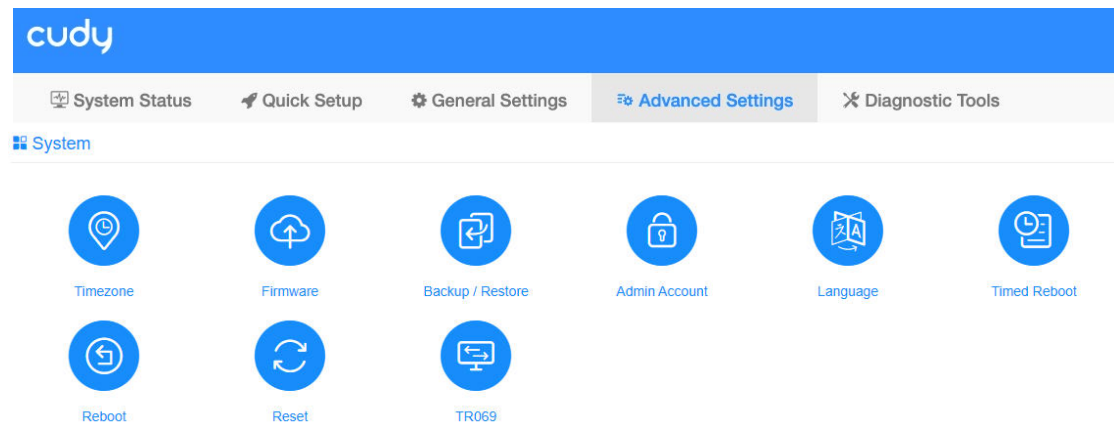 cudy
System Status Quick Setup General Settings Advanced Settings Diagnostic Tools
System
Timezone Firmware Backup / Restore Admin Account Language Timed Reboot
Reboot Reset TR069